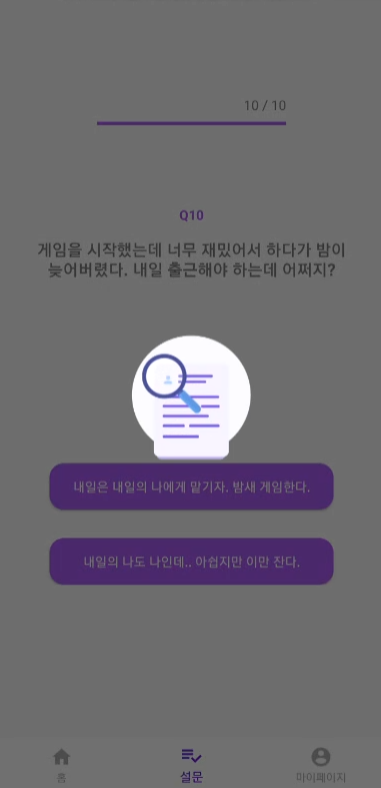 10 / 10
Q10
게임을 시작했는데 너무 재밌어서 하다가 밤이
늦어버렸다. 내일 출근해야 하는데 어쩌지?
내일은 내일의 나에게 맡기자. 밤새 게임한다.
내일의 나도 나인데.. 아쉽지만 이만 잔다.
홈
설문
마이페이지